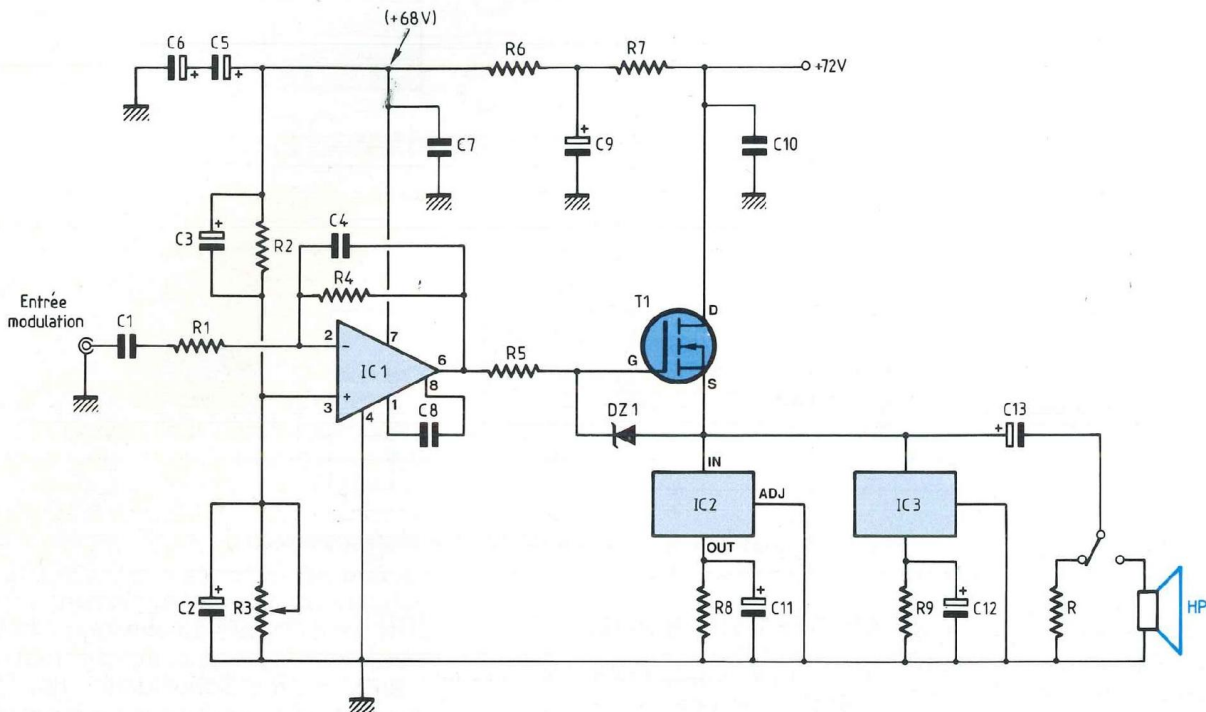 (+68V)
C6
C5
R6
R7
+72V
C7
C9
C10
C3
R2
C4
R4
Entrée
modulation
C1
R1
2
-
7
IC1
6
8
+
3
4
1
C8
R5
T1
D
G
S
DZ1
C13
+
IN
IC2
ADJ
OUT
IC3
C2
R3
R8
C11
R9
C12
R
HP